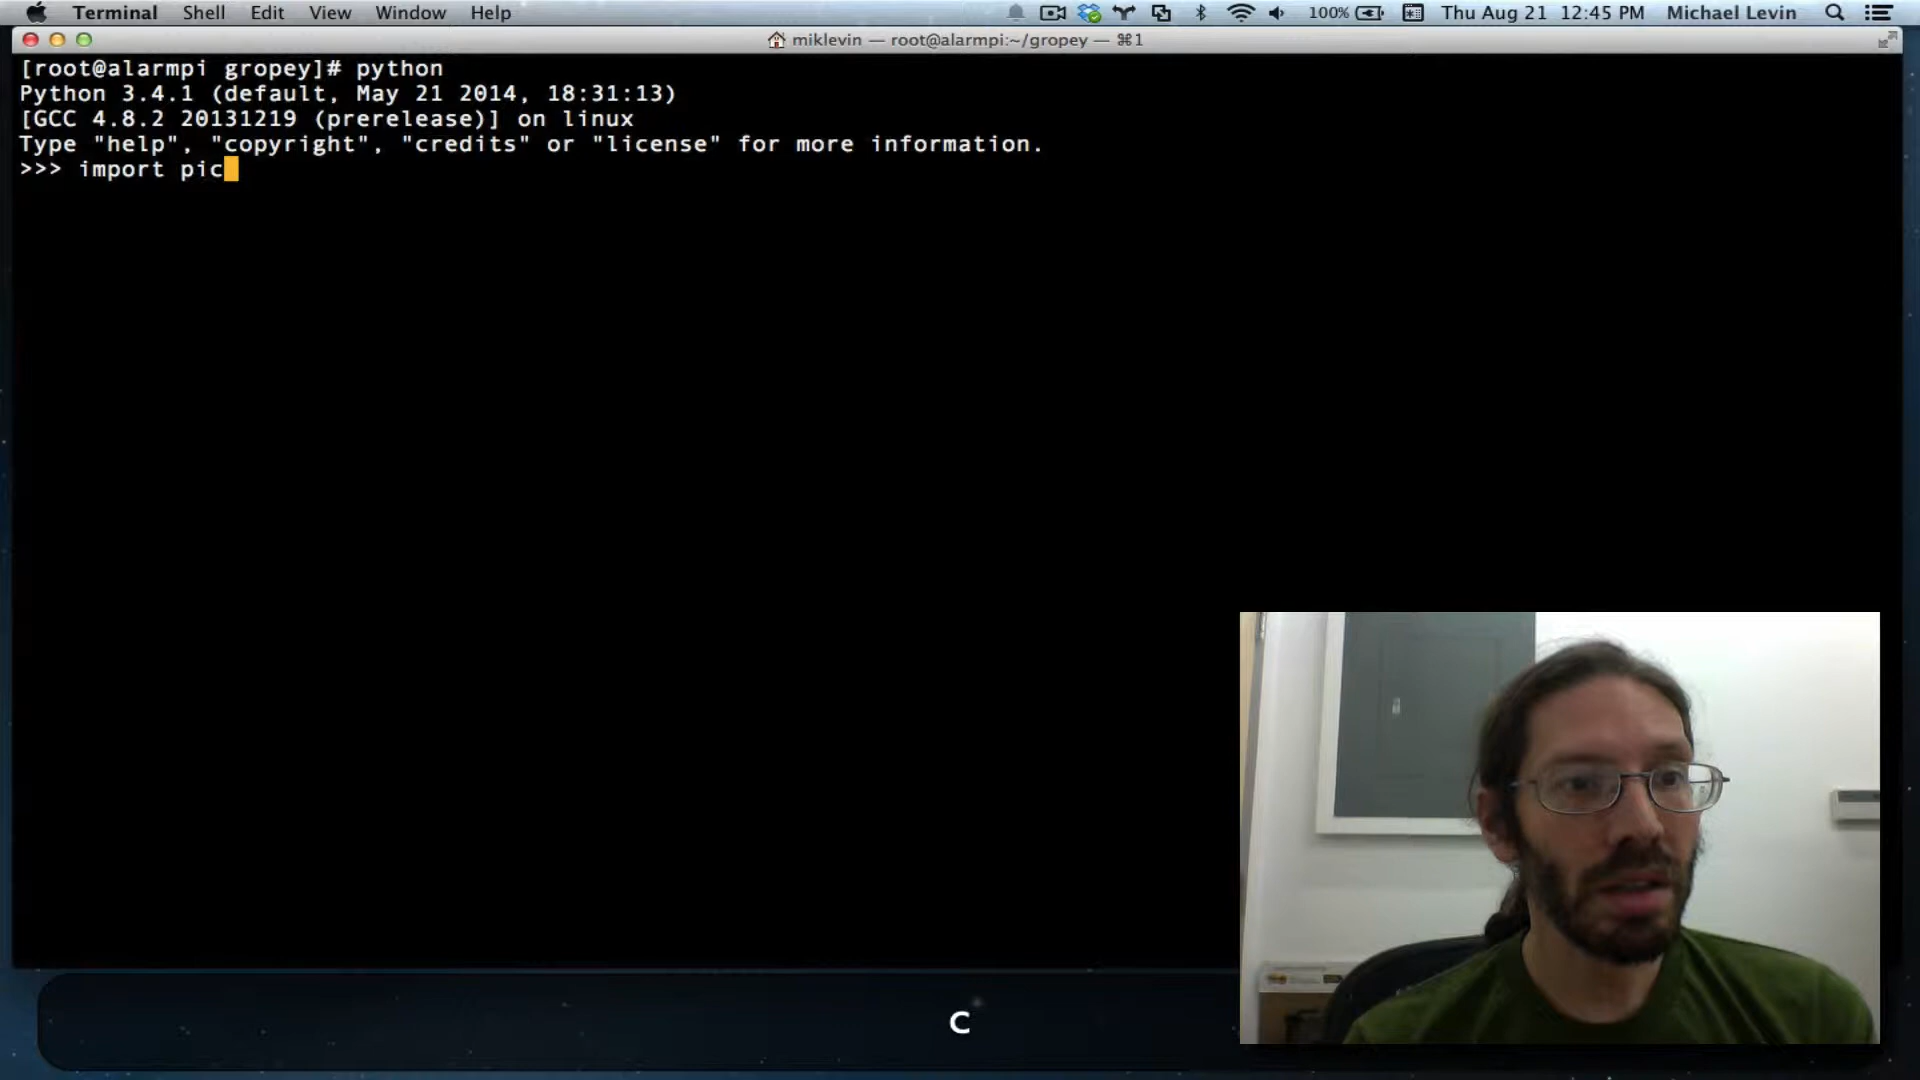 Terminal Shell Edit View Window Help 100% Thu Aug 21 12:45 PM Michael Levin
miklevin — root@alarmpi:~/gropey — ⌘1
[root@alarmpi gropey]# python
Python 3.4.1 (default, May 21 2014, 18:31:13)
[GCC 4.8.2 20131219 (prerelease)] on linux
Type "help", "copyright", "credits" or "license" for more information.
>>> import pic
C